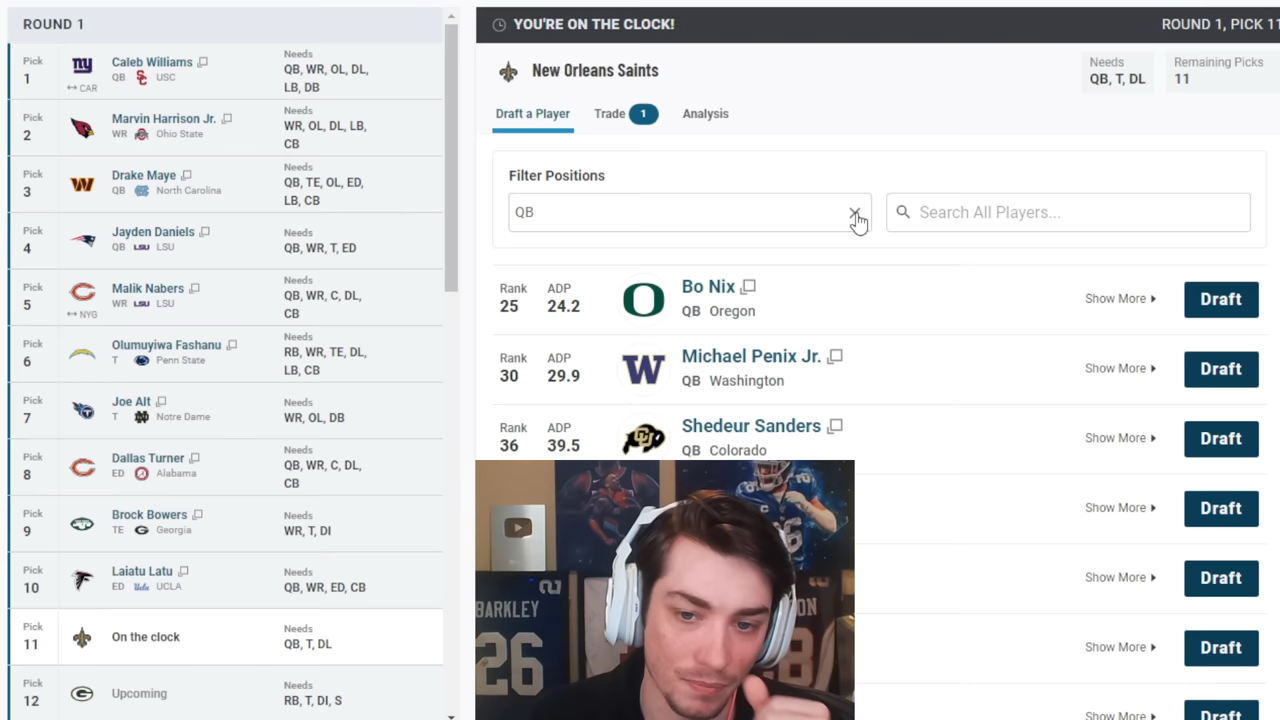 ROUND 1
Pick
1
CAR
Caleb Williams
QB USC
Needs
QB, WR, OL, DL,
LB, DB
Pick
2
Marvin Harrison Jr.
WR Ohio State
Needs
WR, OL, DL, LB,
CB
Pick
3
Drake Maye
QB North Carolina
Needs
QB, TE, OL, ED,
LB, CB
Pick
4
Jayden Daniels
QB LSU LSU
Needs
QB, WR, T, ED
Pick
5
NYG
Malik Nabers
WR LSU LSU
Needs
QB, WR, C, DL,
CB
Pick
6
Olumuyiwa Fashanu
T Penn State
Needs
RB, WR, TE, DL,
LB, CB
Pick
7
Joe Alt
T Notre Dame
Needs
WR, OL, DB
Pick
8
Dallas Turner
ED Alabama
Needs
QB, WR, C, DL,
CB
Pick
9
Brock Bowers
TE Georgia
Needs
WR, T, DI
Pick
10
Laiatu Latu
ED UCLA
Needs
QB, WR, ED, CB
Pick
11
On the clock
Needs
QB, T, DL
Pick
12
Upcoming
Needs
RB, T, DI, S
YOU'RE ON THE CLOCK!
ROUND 1, PICK 11
New Orleans Saints
Needs
QB, T, DL
Remaining Picks
11
Draft a Player
Trade 1
Analysis
Filter Positions
QB
Search All Players...
Rank ADP
25 24.2
Bo Nix
QB Oregon
Show More
Draft
Rank ADP
30 29.9
Michael Penix Jr.
QB Washington
Show More
Draft
Rank ADP
36 39.5
Shedeur Sanders
QB Colorado
Show More
Draft
Show More
Draft
Show More
Draft
Show More
Draft
Show More
Draft
BARKLEY
26